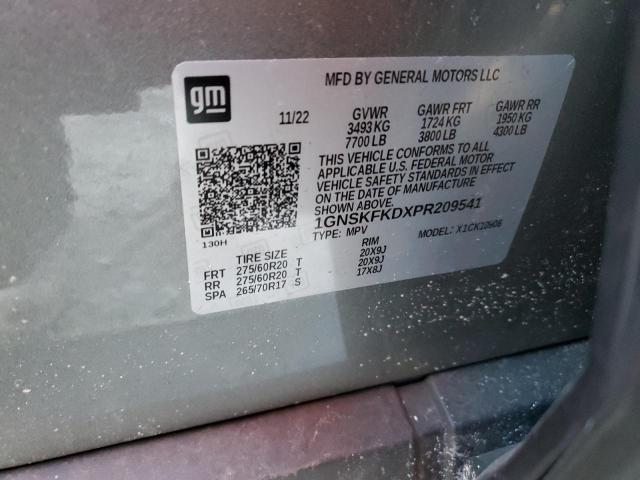 gm
MFD BY GENERAL MOTORS LLC
11/22 GVWR GAWR FRT GAWR RR
3493 KG 1724 KG 1950 KG
7700 LB 3800 LB 4300 LB
THIS VEHICLE CONFORMS TO ALL
APPLICABLE U.S. FEDERAL MOTOR
VEHICLE SAFETY STANDARDS IN EFFECT
ON THE DATE OF MANUFACTURE
SHOWN ABOVE.
1GNSKFKDXPR209541
TYPE: MPV MODEL: X1CK10506
130H
TIRE SIZE RIM
FRT 275/60R20 T 20X9J
RR 275/60R20 T 20X9J
SPA 265/70R17 S 17X8J